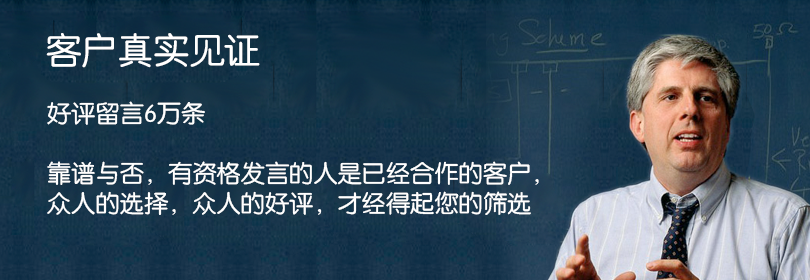 客户真实见证
好评留言6万条
靠谱与否，有资格发言的人是已经合作的客户，
众人的选择，众人的好评，才经得起您的筛选
Scheme
50Ω